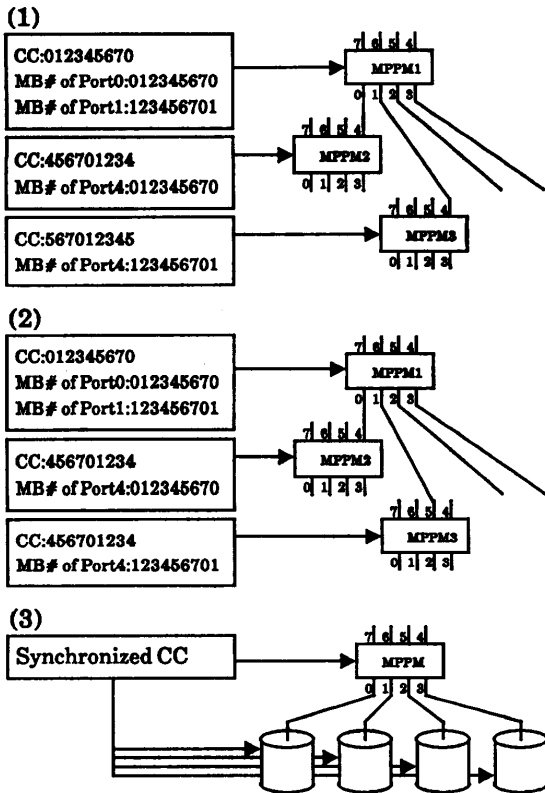 (1)
CC:012345670
MB# of Port0:012345670
MB# of Port1:123456701
7 6 5 4
MPPM1
0 1 2 3
CC:456701234
MB# of Port4:012345670
7 6 5 4
MPPM2
0 1 2 3
CC:567012345
MB# of Port4:123456701
7 6 5 4
MPPM3
0 1 2 3
(2)
CC:012345670
MB# of Port0:012345670
MB# of Port1:123456701
7 6 5 4
MPPM1
0 1 2 3
CC:456701234
MB# of Port4:012345670
7 6 5 4
MPPM2
0 1 2 3
CC:456701234
MB# of Port4:123456701
7 6 5 4
MPPM3
0 1 2 3
(3)
Synchronized CC
7 6 5 4
MPPM
0 1 2 3